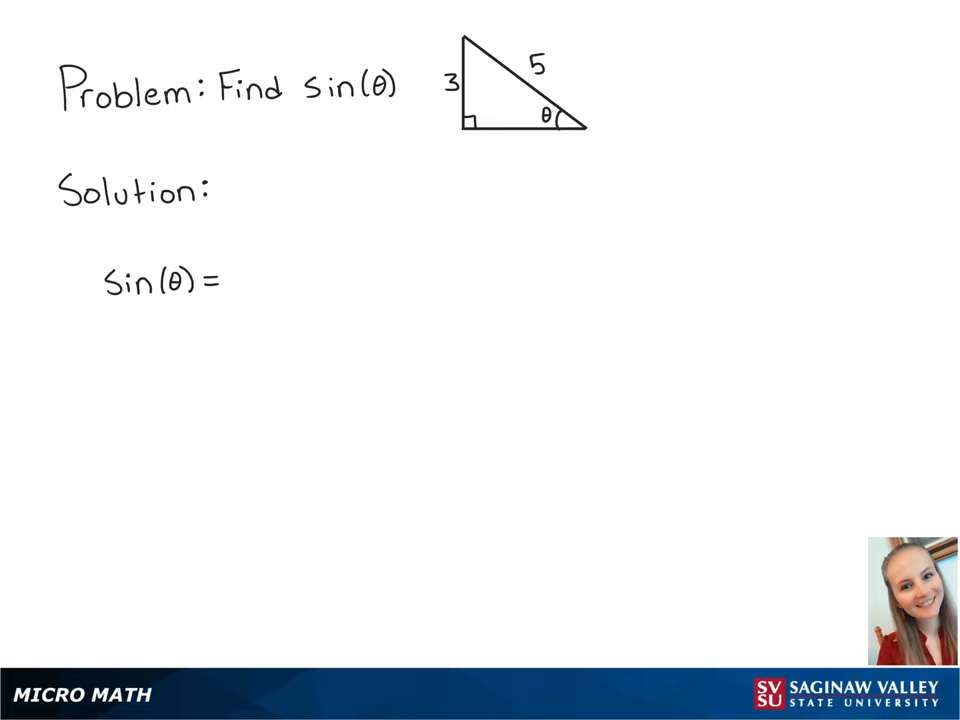 Problem: Find sin(θ)
3
5
θ
Solution:
sin(θ) =
MICRO MATH
SV
SU
SAGINAW VALLEY
STATE UNIVERSITY